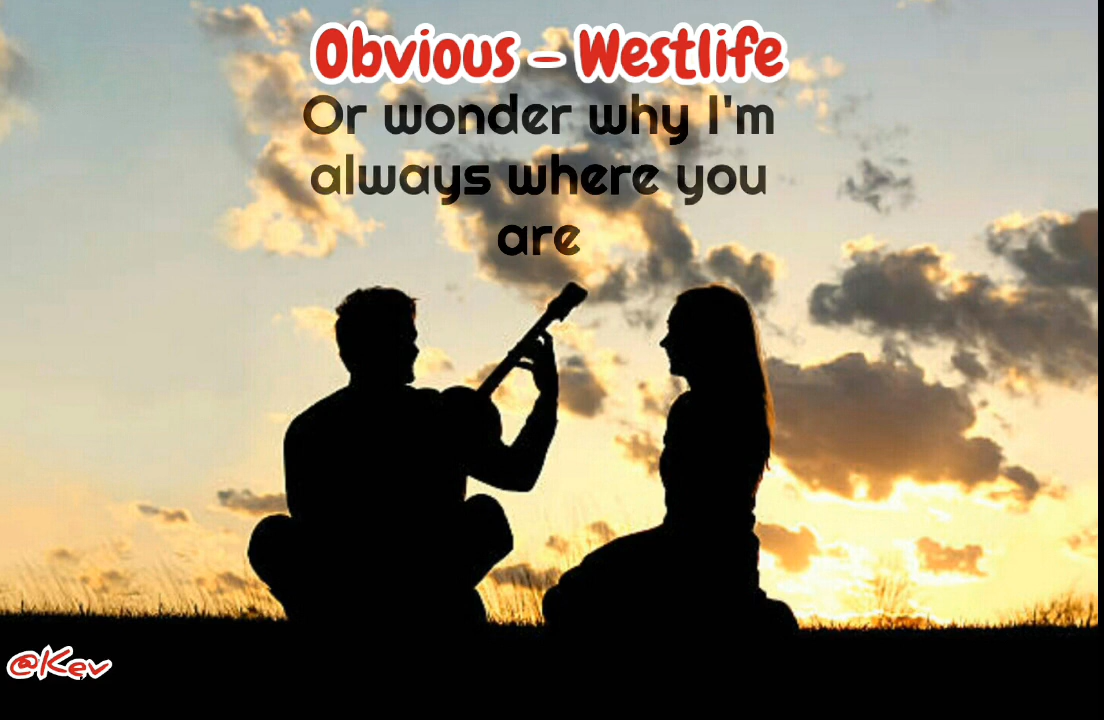 Obvious - Westlife
Or wonder why I'm
always where you
are
@Kev